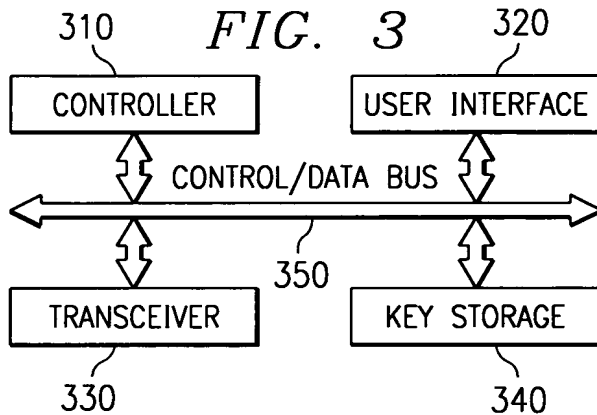 FIG. 3
310
320
CONTROLLER
USER INTERFACE
CONTROL/DATA BUS
350
TRANSCEIVER
KEY STORAGE
330
340